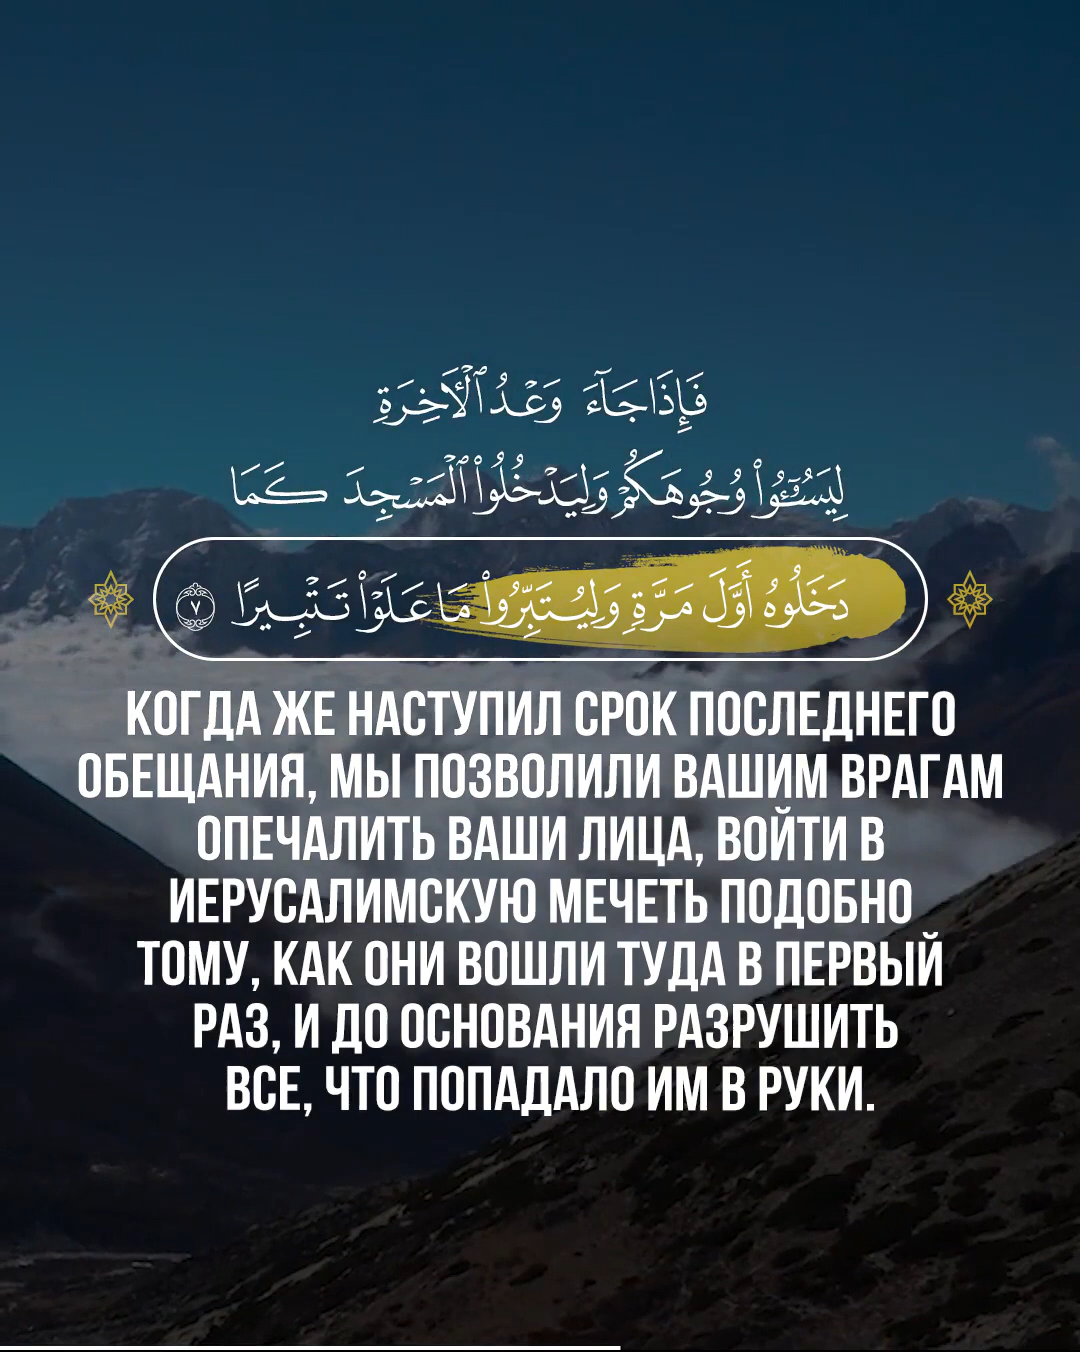 فَإِذَا جَآءَ وَعْدُ ٱلْأَخِرَةِ
لِيَسُـۥٓـُٔوا۟ وُجُوهَكُمْ وَلِيَدْخُلُوا۟ ٱلْمَسْجِدَ كَمَا
دَخَلُوهُ أَوَّلَ مَرَّةٍ وَلِيُتَبِّرُوا۟ مَا عَلَوْا۟ تَتْبِيرًا ٧
КОГДА ЖЕ НАСТУПИЛ СРОК ПОСЛЕДНЕГО
ОБЕЩАНИЯ, МЫ ПОЗВОЛИЛИ ВАШИМ ВРАГАМ
ОПЕЧАЛИТЬ ВАШИ ЛИЦА, ВОЙТИ В
ИЕРУСАЛИМСКУЮ МЕЧЕТЬ ПОДОБНО
ТОМУ, КАК ОНИ ВОШЛИ ТУДА В ПЕРВЫЙ
РАЗ, И ДО ОСНОВАНИЯ РАЗРУШИТЬ
ВСЕ, ЧТО ПОПАДАЛО ИМ В РУКИ.